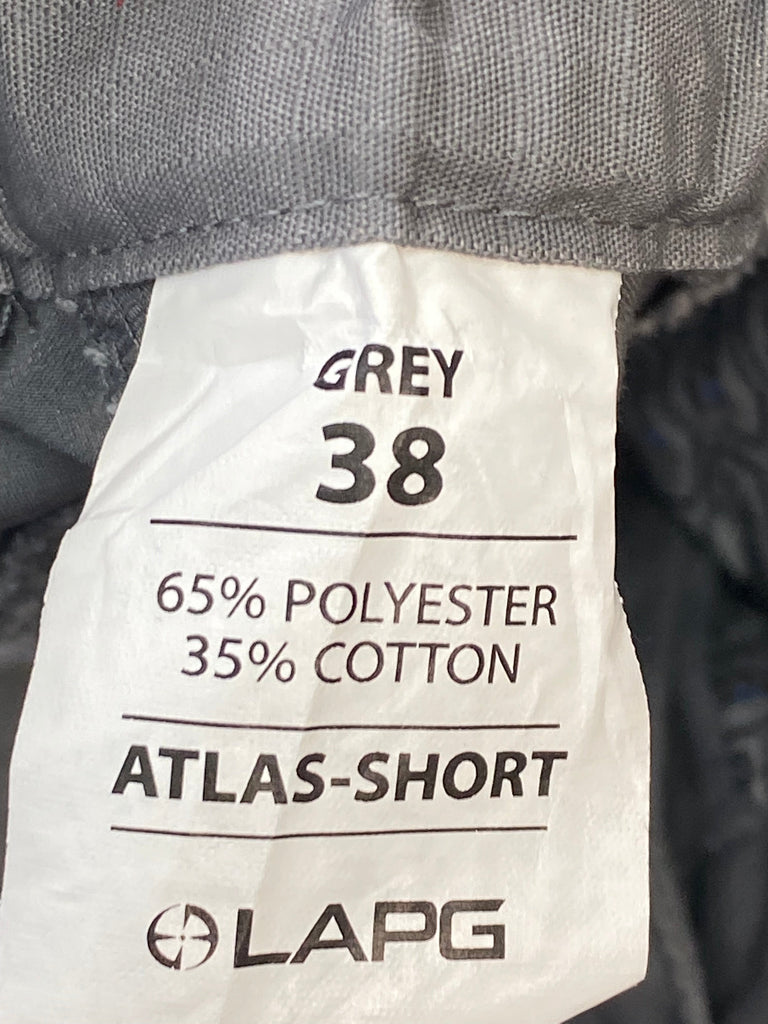 GREY
38
65% POLYESTER
35% COTTON
ATLAS-SHORT
LAPG